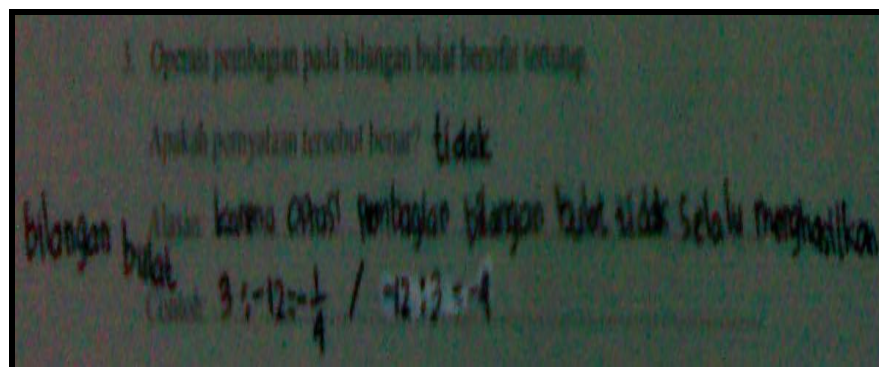 3. Operasi pembagian pada bilangan bulat bersifat tertutup.
Apakah pernyataan tersebut benar? tidak
Alasan: karena operasi pembagian bilangan bulat tidak selalu menghasilkan
bilangan bulat
Contoh: 3 : -12 = -1/4 / -12 : 3 = -4